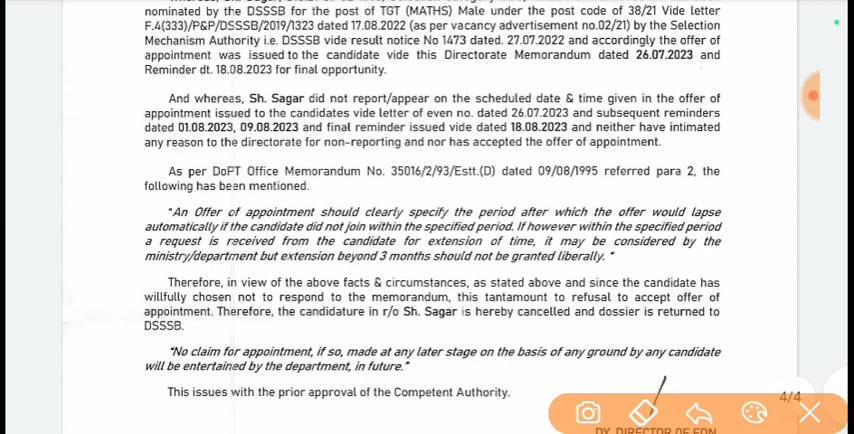 nominated by the DSSSB for the post of TGT (MATHS) Male under the post code of 38/21 Vide letter
F.4(333)/P&P/DSSSB/2019/1323 dated 17.08.2022 (as per vacancy advertisement no.02/21) by the Selection
Mechanism Authority i.e. DSSSB vide result notice No 1473 dated. 27.07.2022 and accordingly the offer of
appointment was issued to the candidate vide this Directorate Memorandum dated 26.07.2023 and
Reminder dt. 18.08.2023 for final opportunity.
And whereas, Sh. Sagar did not report/appear on the scheduled date & time given in the offer of
appointment issued to the candidates vide letter of even no. dated 26.07.2023 and subsequent reminders
dated 01.08.2023, 09.08.2023 and final reminder issued vide dated 18.08.2023 and neither have intimated
any reason to the directorate for non-reporting and nor has accepted the offer of appointment.
As per DoPT Office Memorandum No. 35016/2/93/Estt.(D) dated 09/08/1995 referred para 2, the
following has been mentioned.
"An Offer of appointment should clearly specify the period after which the offer would lapse
automatically if the candidate did not join within the specified period. If however within the specified period
a request is received from the candidate for extension of time, it may be considered by the
ministry/department but extension beyond 3 months should not be granted liberally. "
Therefore, in view of the above facts & circumstances, as stated above and since the candidate has
willfully chosen not to respond to the memorandum, this tantamount to refusal to accept offer of
appointment. Therefore, the candidature in r/o Sh. Sagar is hereby cancelled and dossier is returned to
DSSSB.
"No claim for appointment, if so, made at any later stage on the basis of any ground by any candidate
will be entertained by the department, in future."
This issues with the prior approval of the Competent Authority.
4/4
DY. DIRECTOR OF EDN